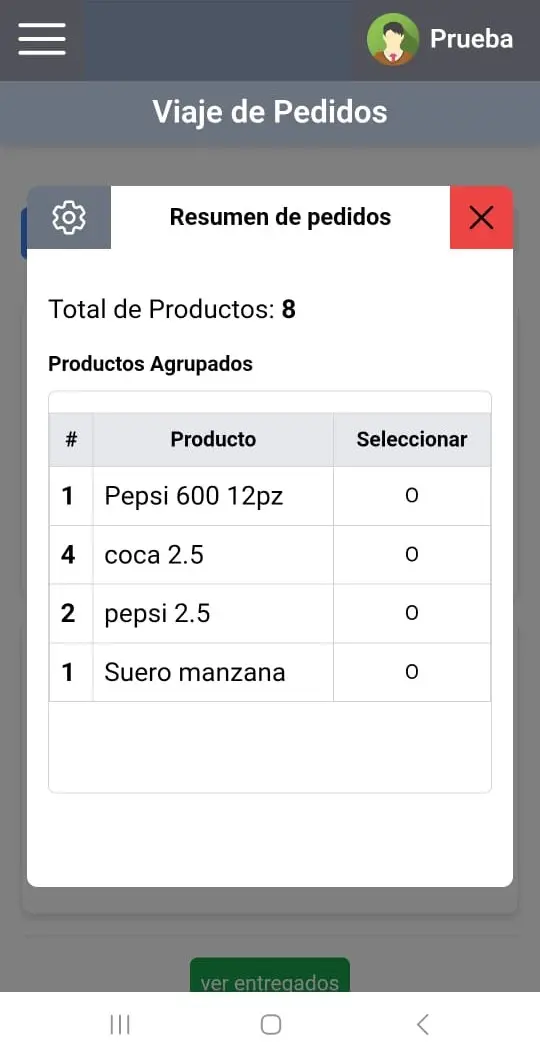 Prueba
Viaje de Pedidos
Resumen de pedidos
Total de Productos: 8
Productos Agrupados
# Producto Seleccionar
1 Pepsi 600 12pz O
4 coca 2.5 O
2 pepsi 2.5 O
1 Suero manzana O
ver entregados